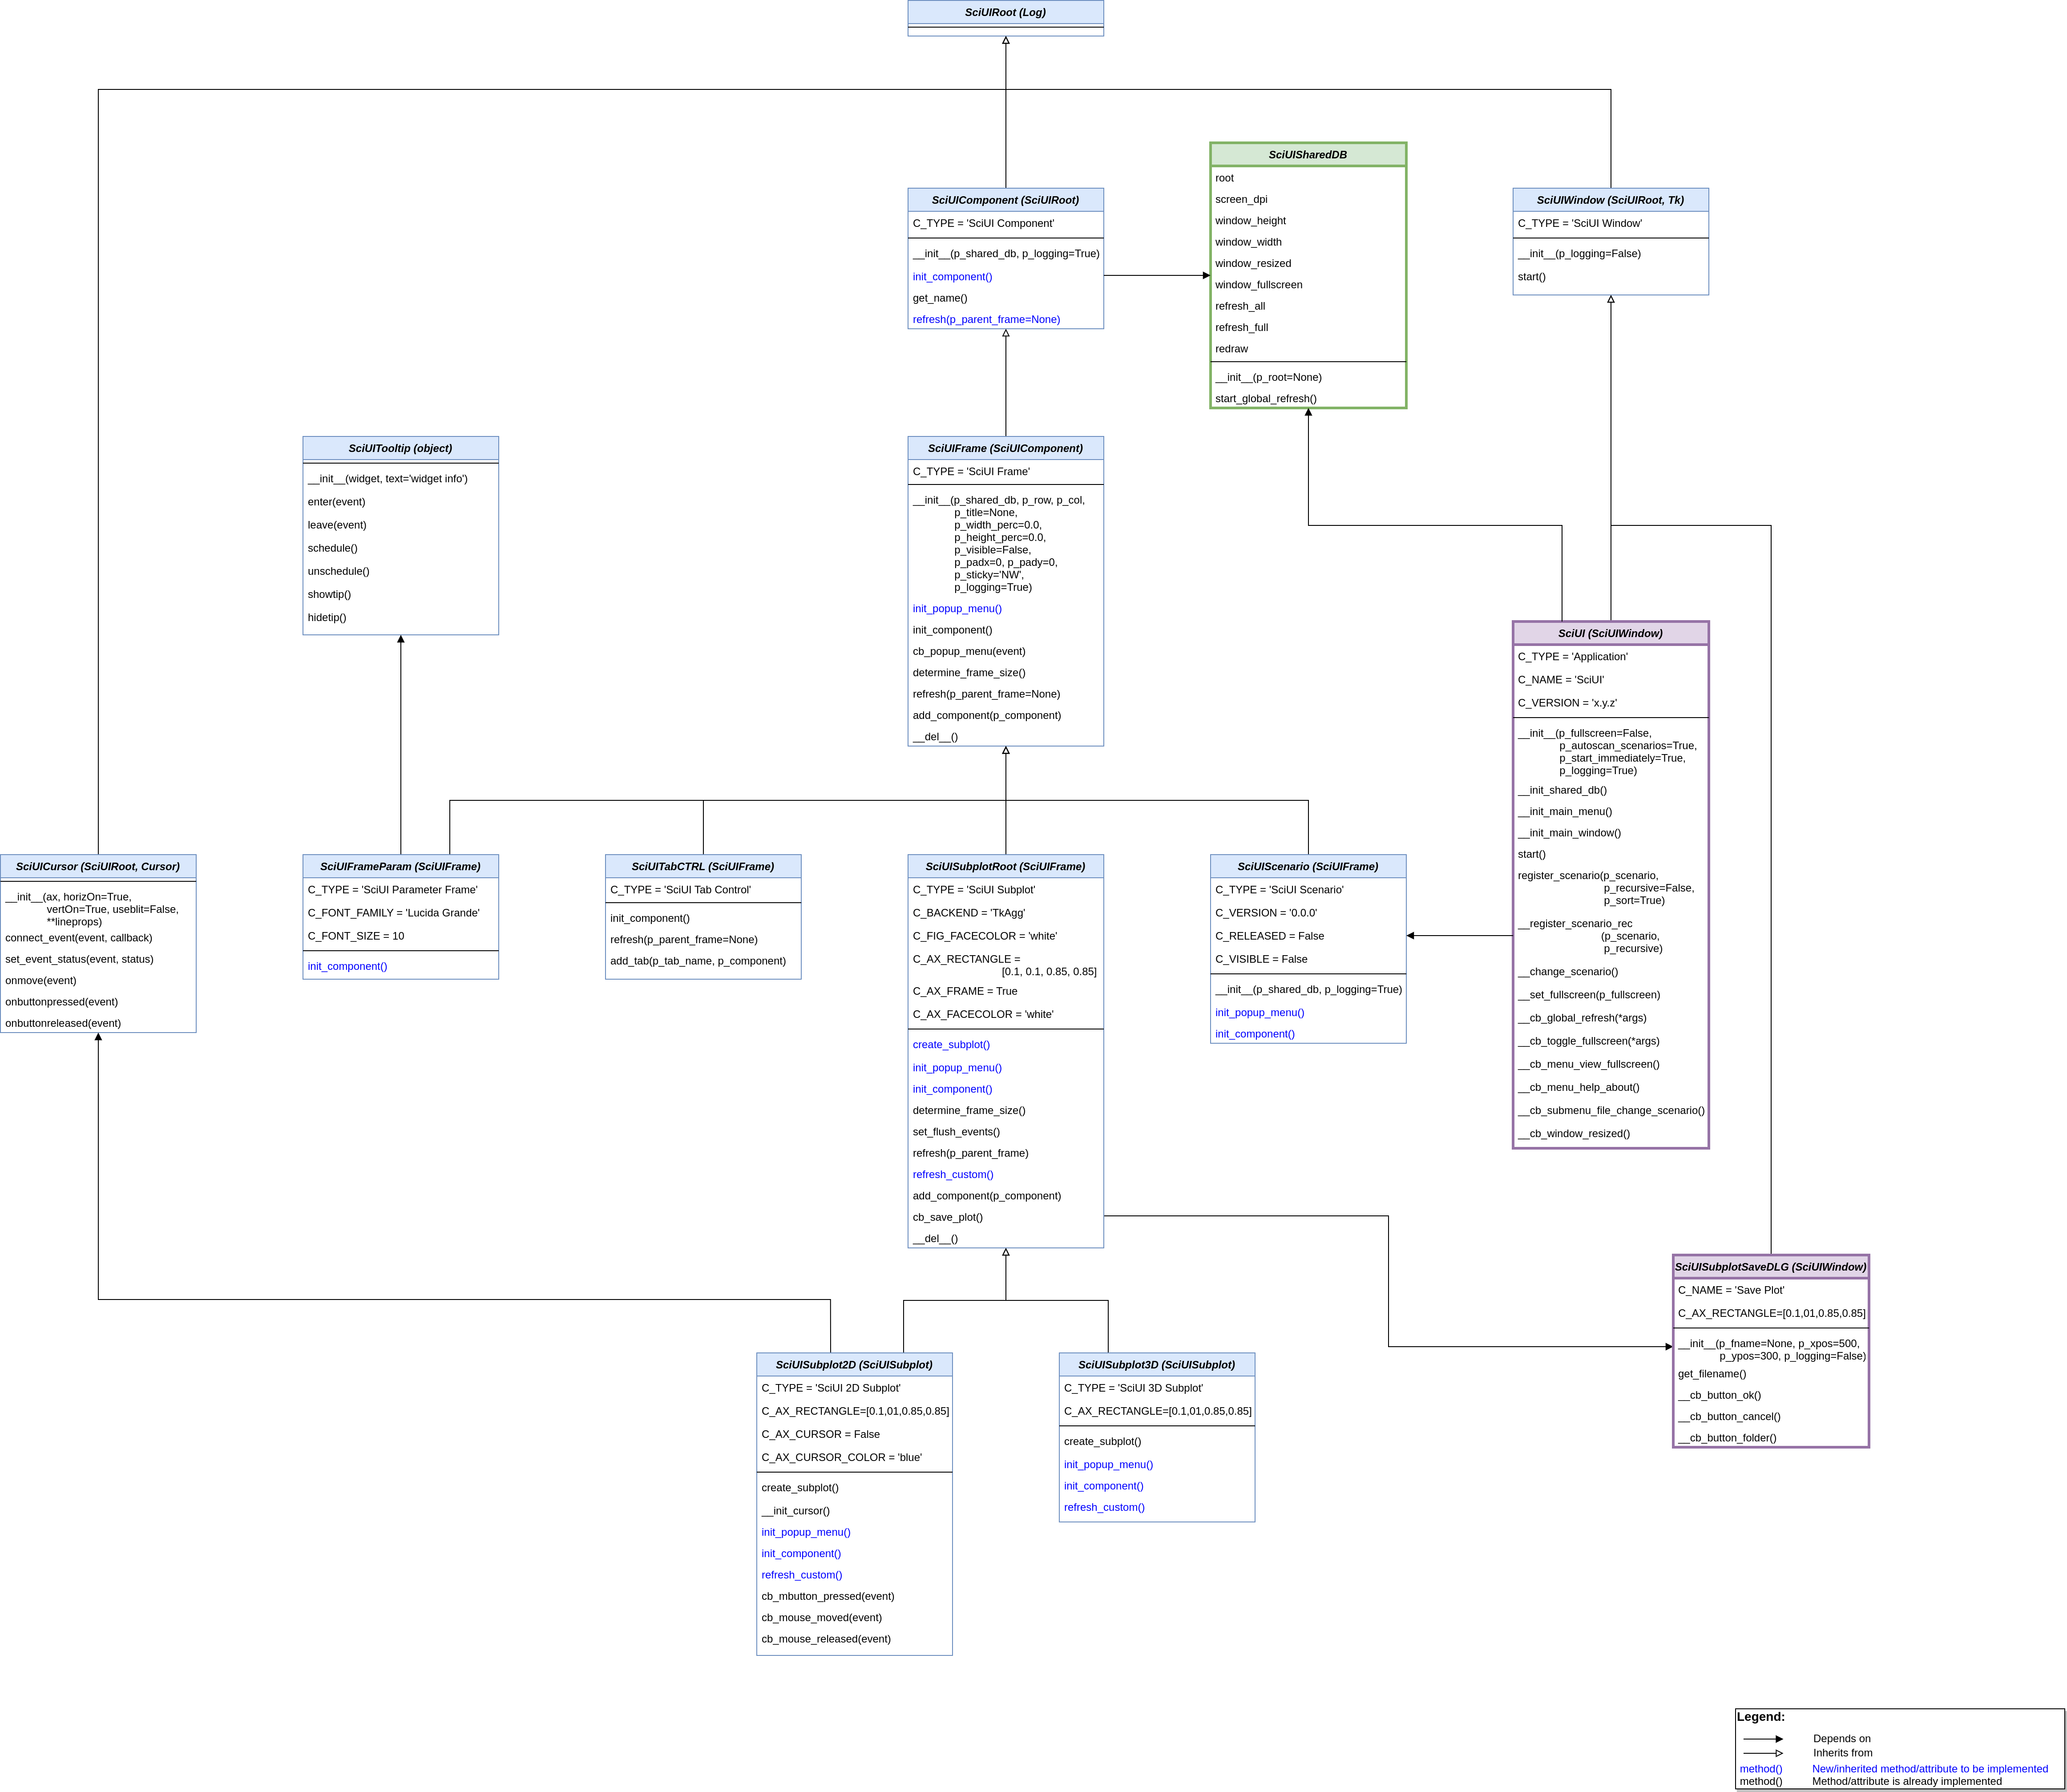 SciUIRoot (Log)
SciUISharedDB
root
screen_dpi
window_height
window_width
window_resized
window_fullscreen
refresh_all
refresh_full
redraw
__init__(p_root=None)
start_global_refresh()
SciUIComponent (SciUIRoot)
C_TYPE = 'SciUI Component'
__init__(p_shared_db, p_logging=True)
init_component()
get_name()
refresh(p_parent_frame=None)
SciUIWindow (SciUIRoot, Tk)
C_TYPE = 'SciUI Window'
__init__(p_logging=False)
start()
SciUITooltip (object)
__init__(widget, text='widget info')
enter(event)
leave(event)
schedule()
unschedule()
showtip()
hidetip()
SciUIFrame (SciUIComponent)
C_TYPE = 'SciUI Frame'
__init__(p_shared_db, p_row, p_col,
p_title=None,
p_width_perc=0.0,
p_height_perc=0.0,
p_visible=False,
p_padx=0, p_pady=0,
p_sticky='NW',
p_logging=True)
init_popup_menu()
init_component()
cb_popup_menu(event)
determine_frame_size()
refresh(p_parent_frame=None)
add_component(p_component)
__del__()
SciUI (SciUIWindow)
C_TYPE = 'Application'
C_NAME = 'SciUI'
C_VERSION = 'x.y.z'
__init__(p_fullscreen=False,
p_autoscan_scenarios=True,
p_start_immediately=True,
p_logging=True)
__init_shared_db()
__init_main_menu()
__init_main_window()
start()
register_scenario(p_scenario,
p_recursive=False,
p_sort=True)
__register_scenario_rec
(p_scenario,
p_recursive)
__change_scenario()
__set_fullscreen(p_fullscreen)
__cb_global_refresh(*args)
__cb_toggle_fullscreen(*args)
__cb_menu_view_fullscreen()
__cb_menu_help_about()
__cb_submenu_file_change_scenario()
__cb_window_resized()
SciUICursor (SciUIRoot, Cursor)
__init__(ax, horizOn=True,
vertOn=True, useblit=False,
**lineprops)
connect_event(event, callback)
set_event_status(event, status)
onmove(event)
onbuttonpressed(event)
onbuttonreleased(event)
SciUIFrameParam (SciUIFrame)
C_TYPE = 'SciUI Parameter Frame'
C_FONT_FAMILY = 'Lucida Grande'
C_FONT_SIZE = 10
init_component()
SciUITabCTRL (SciUIFrame)
C_TYPE = 'SciUI Tab Control'
init_component()
refresh(p_parent_frame=None)
add_tab(p_tab_name, p_component)
SciUISubplotRoot (SciUIFrame)
C_TYPE = 'SciUI Subplot'
C_BACKEND = 'TkAgg'
C_FIG_FACECOLOR = 'white'
C_AX_RECTANGLE =
[0.1, 0.1, 0.85, 0.85]
C_AX_FRAME = True
C_AX_FACECOLOR = 'white'
create_subplot()
init_popup_menu()
init_component()
determine_frame_size()
set_flush_events()
refresh(p_parent_frame)
refresh_custom()
add_component(p_component)
cb_save_plot()
__del__()
SciUIScenario (SciUIFrame)
C_TYPE = 'SciUI Scenario'
C_VERSION = '0.0.0'
C_RELEASED = False
C_VISIBLE = False
__init__(p_shared_db, p_logging=True)
init_popup_menu()
init_component()
SciUISubplotSaveDLG (SciUIWindow)
C_NAME = 'Save Plot'
C_AX_RECTANGLE=[0.1,01,0.85,0.85]
__init__(p_fname=None, p_xpos=500,
p_ypos=300, p_logging=False)
get_filename()
__cb_button_ok()
__cb_button_cancel()
__cb_button_folder()
SciUISubplot2D (SciUISubplot)
C_TYPE = 'SciUI 2D Subplot'
C_AX_RECTANGLE=[0.1,01,0.85,0.85]
C_AX_CURSOR = False
C_AX_CURSOR_COLOR = 'blue'
create_subplot()
__init_cursor()
init_popup_menu()
init_component()
refresh_custom()
cb_mbutton_pressed(event)
cb_mouse_moved(event)
cb_mouse_released(event)
SciUISubplot3D (SciUISubplot)
C_TYPE = 'SciUI 3D Subplot'
C_AX_RECTANGLE=[0.1,01,0.85,0.85]
create_subplot()
init_popup_menu()
init_component()
refresh_custom()
Legend:
Depends on
Inherits from
method() New/inherited method/attribute to be implemented
method() Method/attribute is already implemented